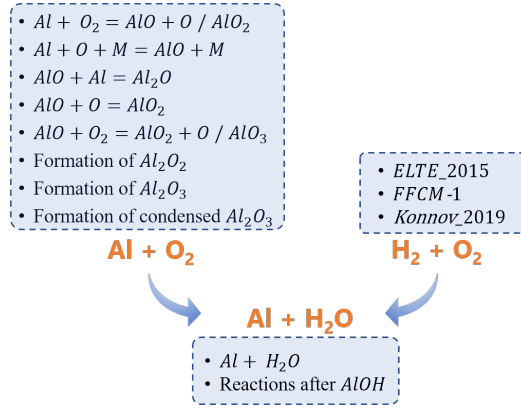 • Al + O₂ = AlO + O / AlO₂
• Al + O + M = AlO + M
• AlO + Al = Al₂O
• AlO + O = AlO₂
• AlO + O₂ = AlO₂ + O / AlO₃
• Formation of Al₂O₂
• Formation of Al₂O₃
• Formation of condensed Al₂O₃
Al + O₂
• ELTE_2015
• FFCM-1
• Konnov_2019
H₂ + O₂
Al + H₂O
• Al + H₂O
• Reactions after AlOH